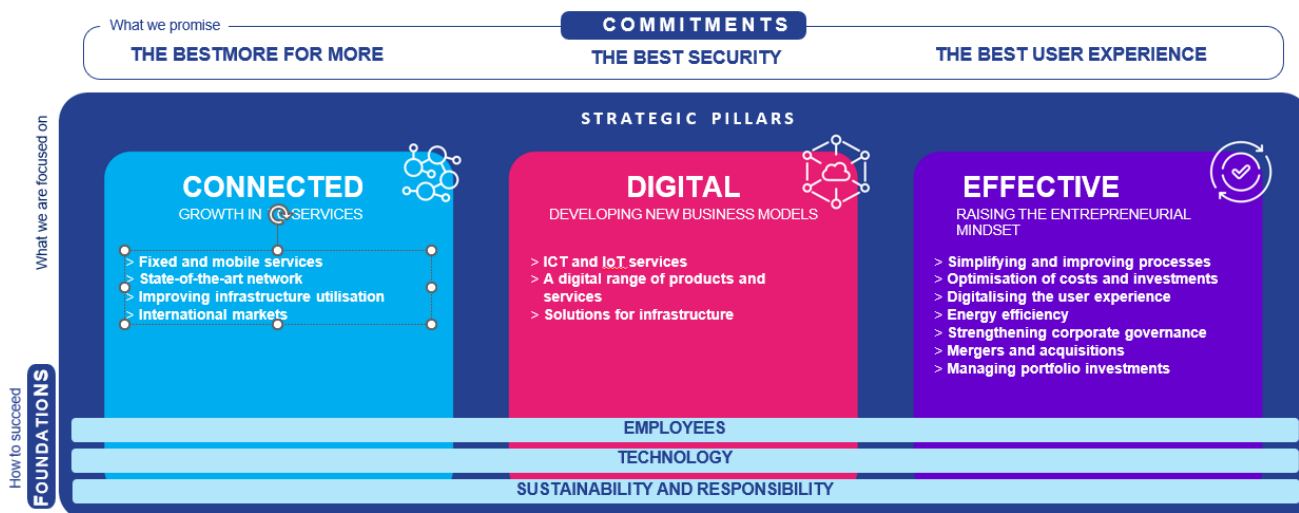 What we promise
COMMITMENTS
THE BESTMORE FOR MORE
THE BEST SECURITY
THE BEST USER EXPERIENCE
What we are focused on
STRATEGIC PILLARS
CONNECTED
GROWTH IN SERVICES
> Fixed and mobile services
> State-of-the-art network
> Improving infrastructure utilisation
> International markets
DIGITAL
DEVELOPING NEW BUSINESS MODELS
> ICT and IoT services
> A digital range of products and
services
> Solutions for infrastructure
EFFECTIVE
RAISING THE ENTREPRENEURIAL
MINDSET
> Simplifying and improving processes
> Optimisation of costs and investments
> Digitalising the user experience
> Energy efficiency
> Strengthening corporate governance
> Mergers and acquisitions
> Managing portfolio investments
How to succeed
FOUNDATIONS
EMPLOYEES
TECHNOLOGY
SUSTAINABILITY AND RESPONSIBILITY